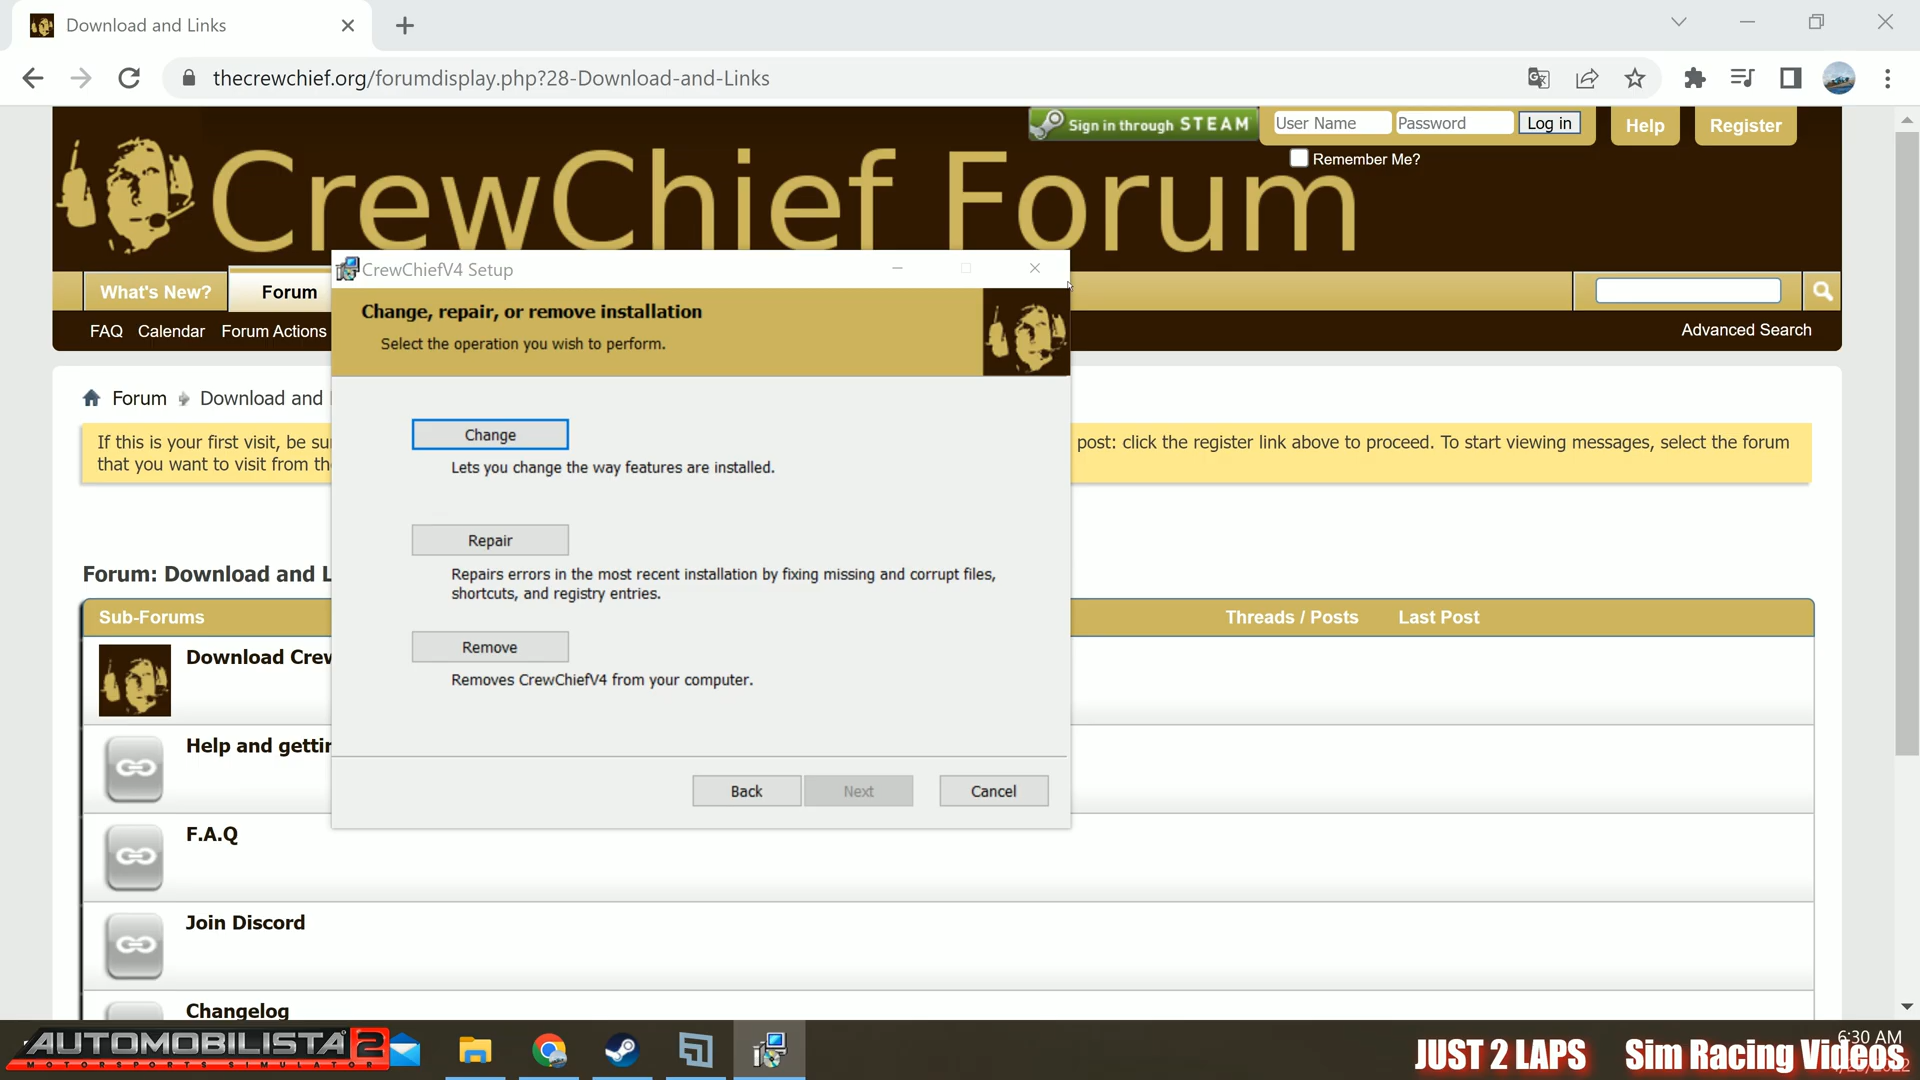 Download and Links
thecrewchief.org/forumdisplay.php?28-Download-and-Links
Sign in through STEAM
User Name
Password
Log in
Help
Register
Remember Me?
CrewChief Forum
What's New?
Forum
FAQ
Calendar
Forum Actions
Advanced Search
CrewChiefV4 Setup
Change, repair, or remove installation
Select the operation you wish to perform.
Forum
Download and
If this is your first visit, be su
post: click the register link above to proceed. To start viewing messages, select the forum
that you want to visit from th
Change
Lets you change the way features are installed.
Repair
Repairs errors in the most recent installation by fixing missing and corrupt files,
shortcuts, and registry entries.
Remove
Removes CrewChiefV4 from your computer.
Back
Next
Cancel
Forum: Download and L
Sub-Forums
Threads / Posts
Last Post
Download Crew
Help and gettin
F.A.Q
Join Discord
Changelog
AUTOMOBILISTA 2
MOTORSPORTS SIMULATOR
JUST 2 LAPS
Sim Racing Videos
6:30 AM